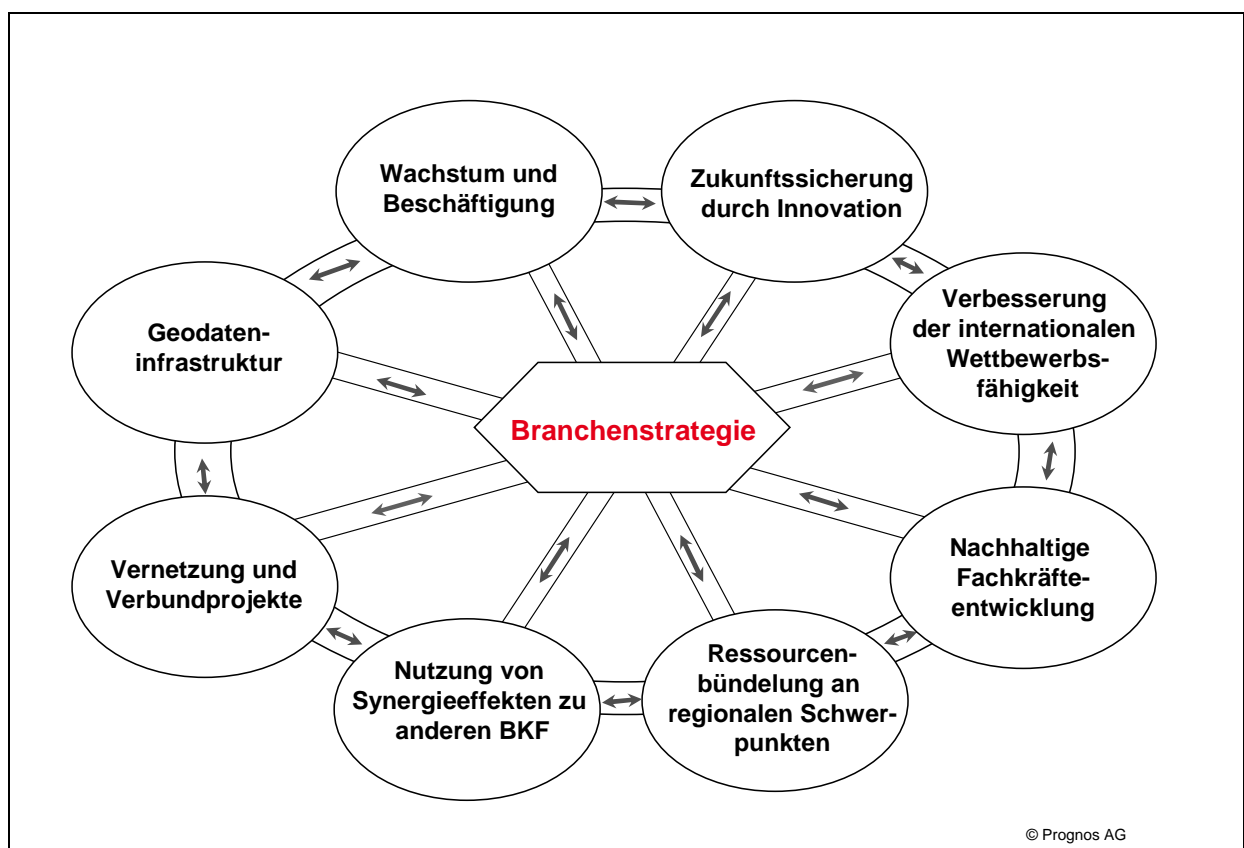 Wachstum und
Beschäftigung
Zukunftssicherung
durch Innovation
Geodaten-
infrastruktur
Verbesserung
der internationalen
Wettbewerbs-
fähigkeit
Branchenstrategie
Vernetzung und
Verbundprojekte
Nachhaltige
Fachkräfte-
entwicklung
Nutzung von
Synergieeffekten zu
anderen BKF
Ressourcen-
bündelung an
regionalen Schwer-
punkten
© Prognos AG